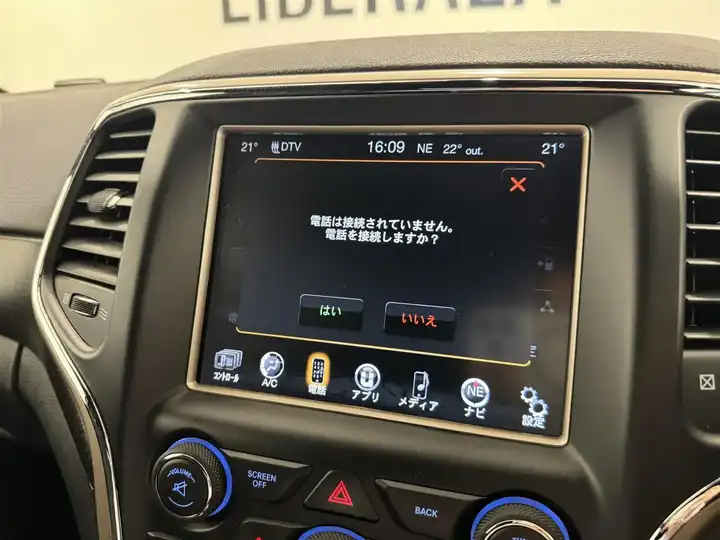 LIBERALA
21° DTV 16:09 NE 22° out. 21°
電話は接続されていません。
電話を接続しますか？
はい いいえ
コントロール A/C 電話 アプリ メディア NE ナビ 設定
VOLUME
SCREEN
OFF
BACK